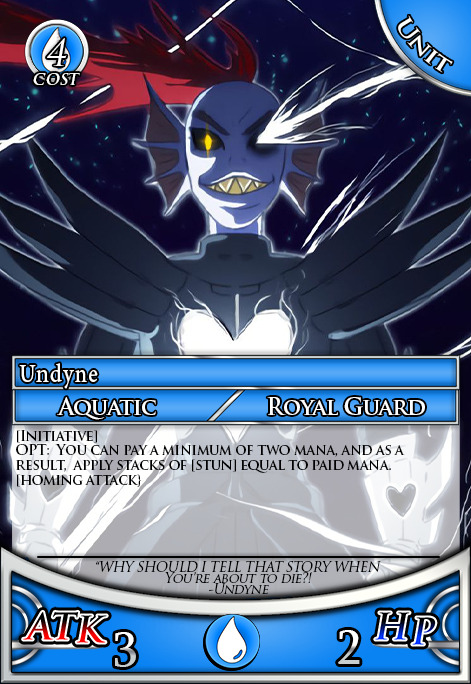 4
COST
UNIT
Undyne
AQUATIC / ROYAL GUARD
[INITIATIVE]
OPT: YOU CAN PAY A MINIMUM OF TWO MANA, AND AS A
RESULT, APPLY STACKS OF [STUN] EQUAL TO PAID MANA.
[HOMING ATTACK}
"WHY SHOULD I TELL THAT STORY WHEN
YOU'RE ABOUT TO DIE?!
-UNDYNE
ATK 3 2 HP